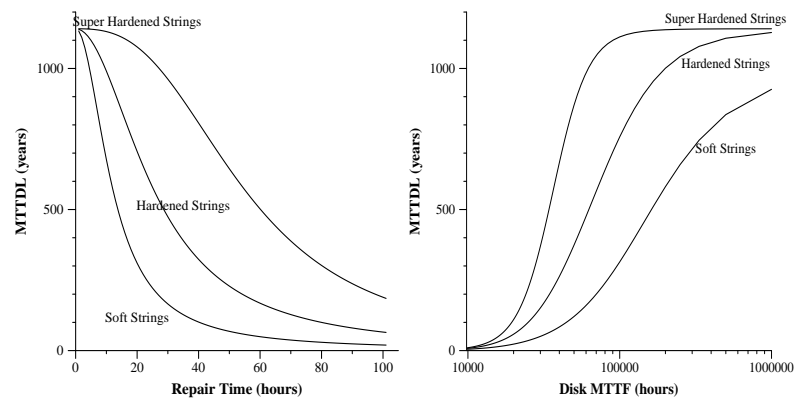 Super Hardened Strings
1000
500
0
MTTDL (years)
Hardened Strings
Soft Strings
0 20 40 60 80 100
Repair Time (hours)
Super Hardened Strings
1000
Hardened Strings
500
0
MTTDL (years)
Soft Strings
10000 100000 1000000
Disk MTTF (hours)